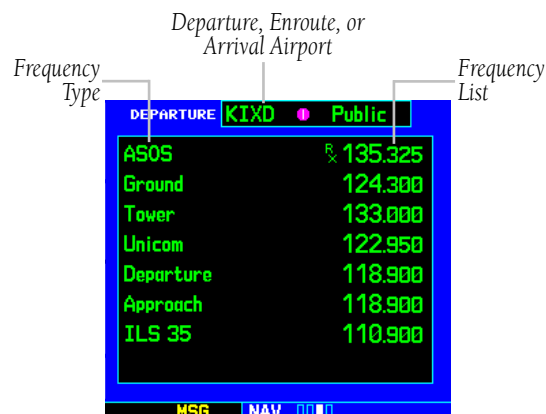 Departure, Enroute, or
Arrival Airport
Frequency
Type
Frequency
List
DEPARTURE KIXD Public
ASOS Rx 135.325
Ground 124.300
Tower 133.000
Unicom 122.950
Departure 118.900
Approach 118.900
ILS 35 110.900
MSG NAV